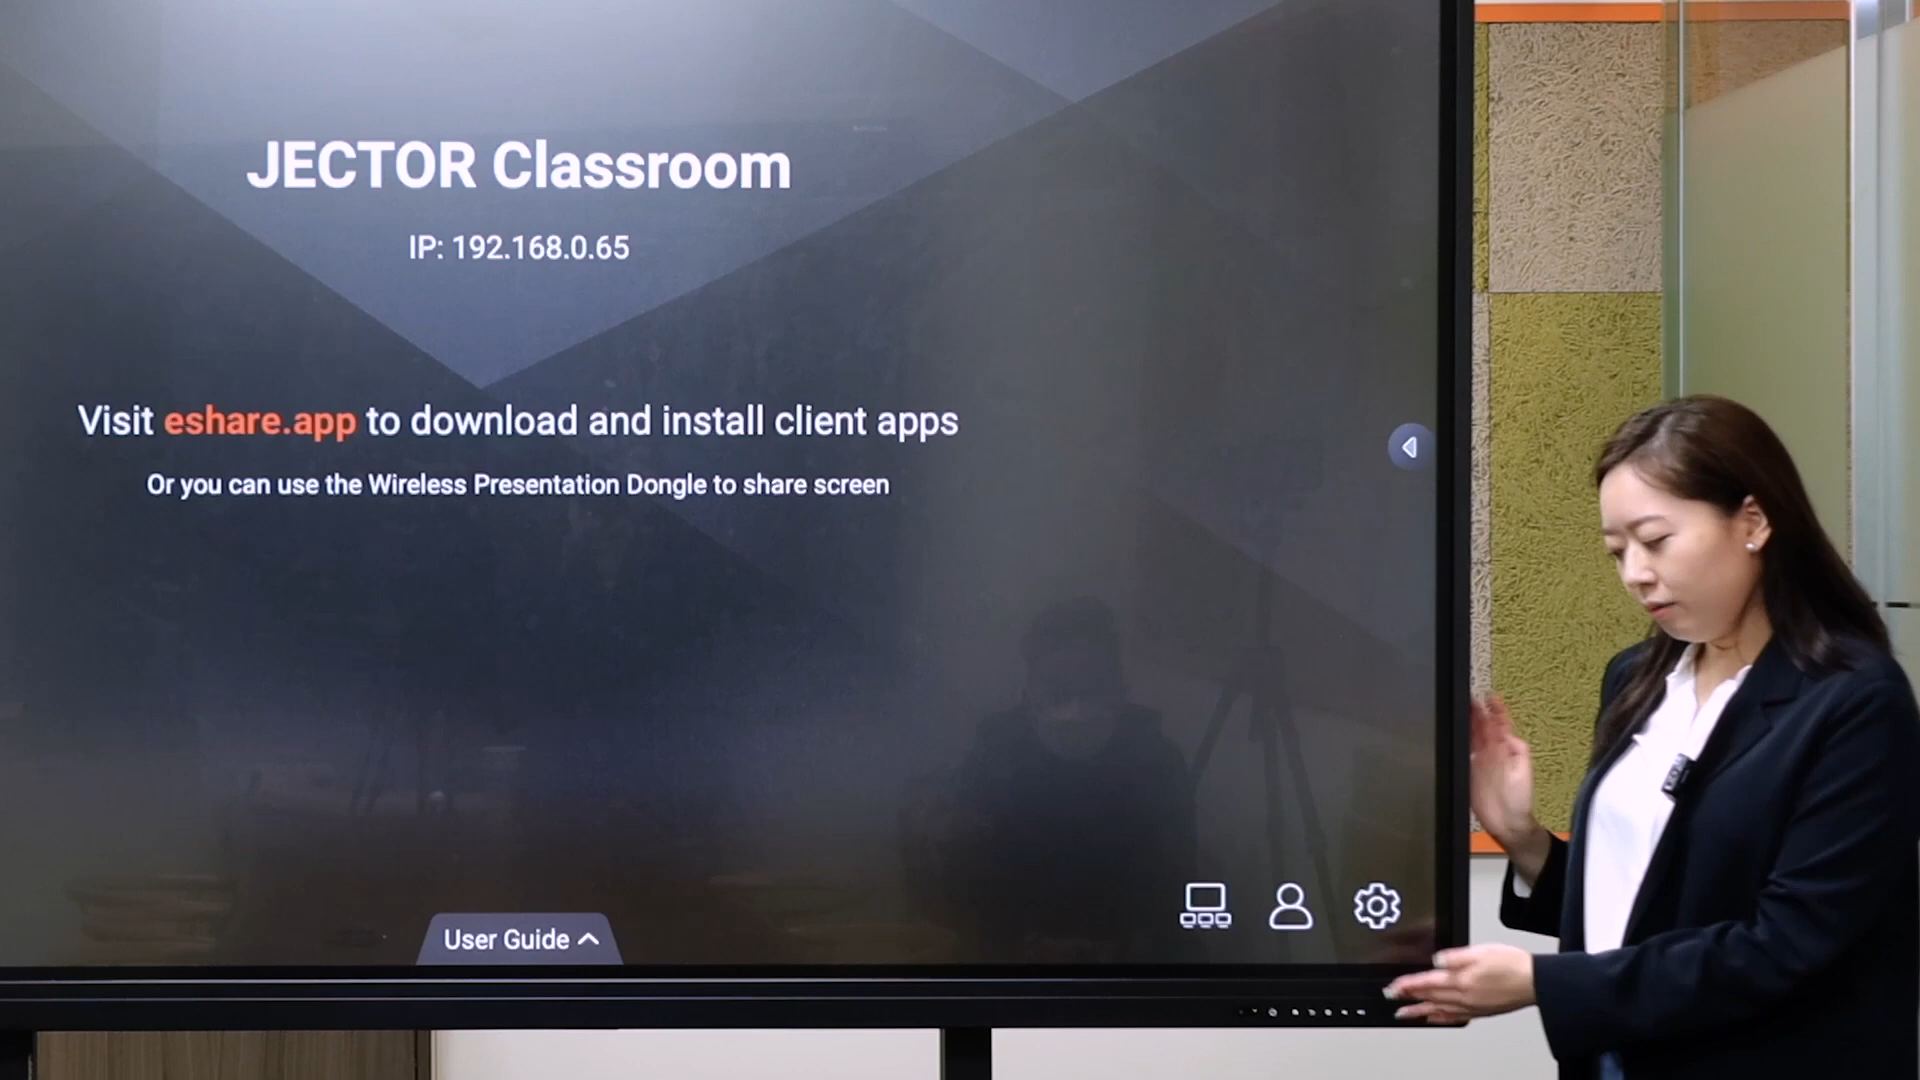 JECTOR Classroom
IP: 192.168.0.65
Visit eshare.app to download and install client apps
Or you can use the Wireless Presentation Dongle to share screen
User Guide